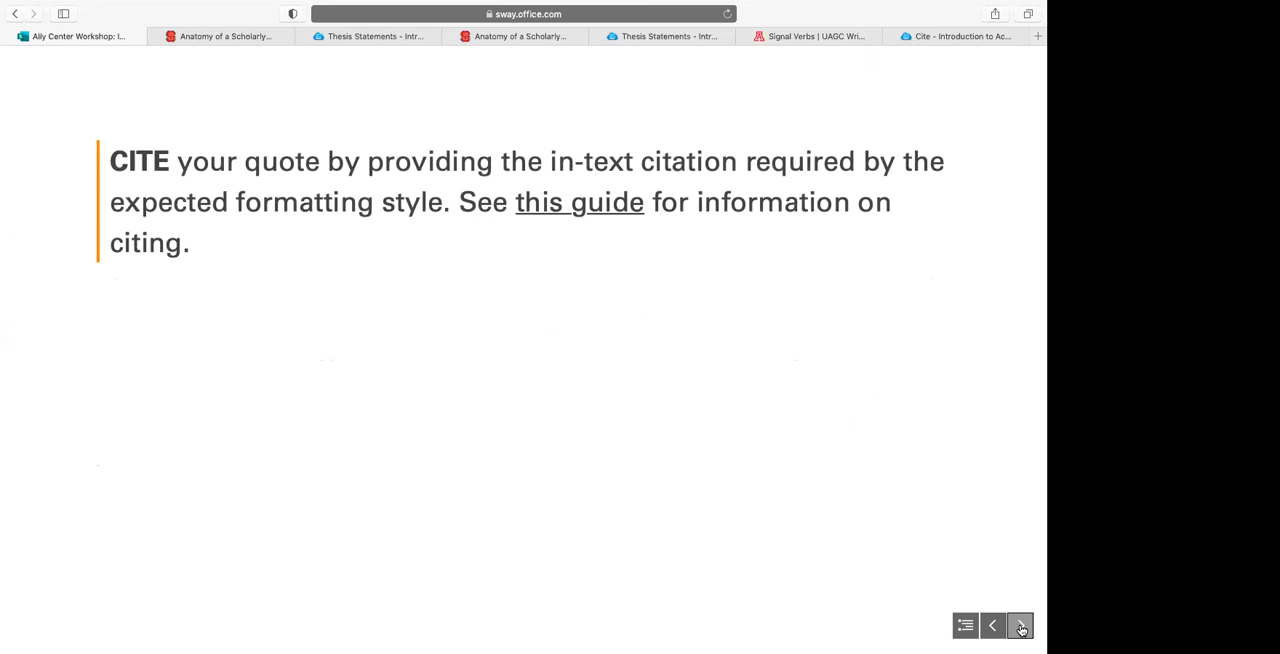 sway.office.com
Ally Center Workshop: I...
Anatomy of a Scholarly...
Thesis Statements - Intr...
Anatomy of a Scholarly...
Thesis Statements - Intr...
Signal Verbs | UAGC Wri...
Cite - Introduction to Ac...
CITE your quote by providing the in-text citation required by the
expected formatting style. See this guide for information on
citing.